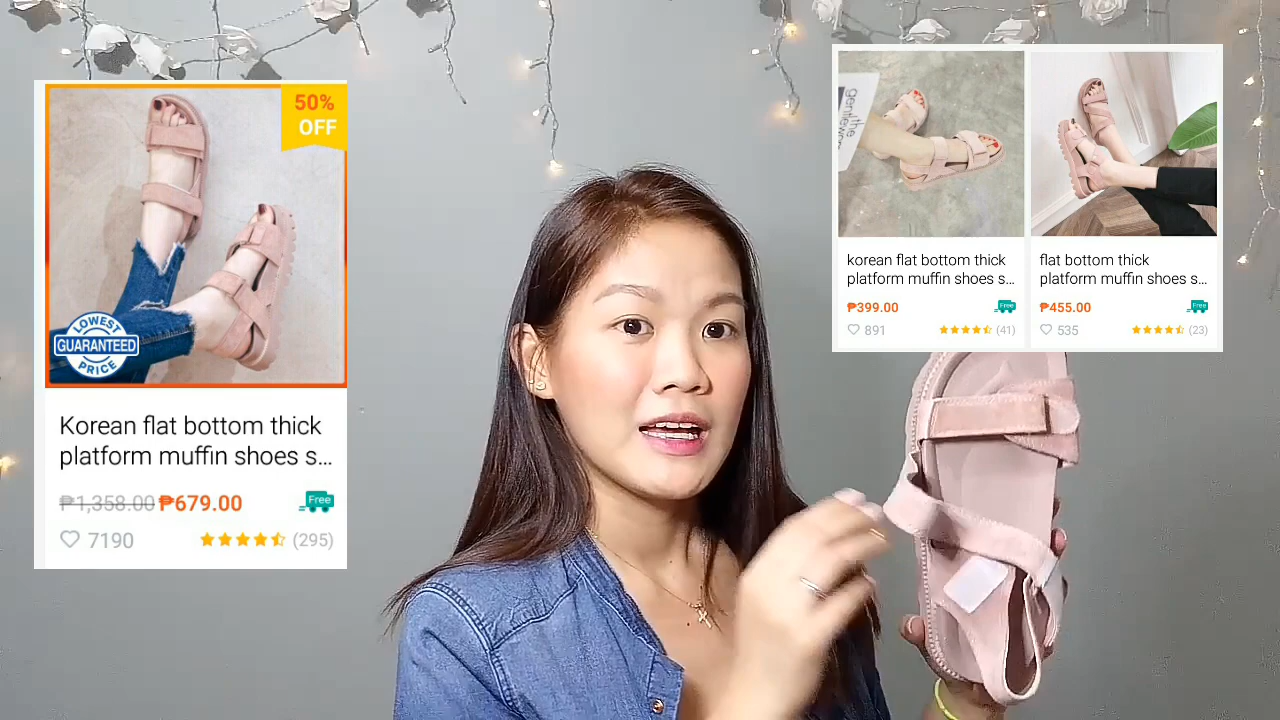 50%
OFF
LOWEST
GUARANTEED
PRICE
Korean flat bottom thick
platform muffin shoes s...
₱1,358.00 ₱679.00
Free
7190
(295)
korean flat bottom thick
platform muffin shoes s...
₱399.00
Free
891
(41)
flat bottom thick
platform muffin shoes s...
₱455.00
Free
535
(23)